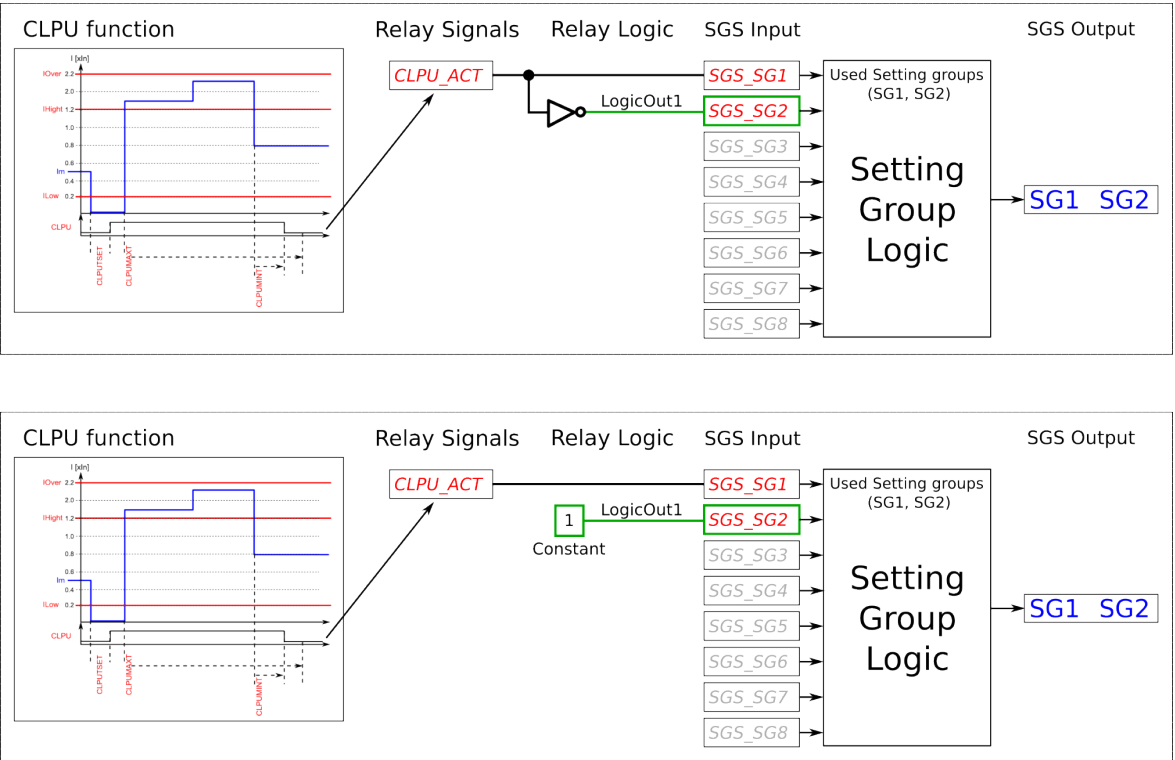 CLPU function
Relay Signals
Relay Logic
SGS Input
SGS Output
I [xIn]
IOver 2.2
2.0
IHight 1.2
1.0
0.8
0.6
Im
0.4
ILow 0.2
CLPU
CLPUTSET
CLPUMAXT
CLPUMINT
CLPU_ACT
LogicOut1
SGS_SG1
SGS_SG2
SGS_SG3
SGS_SG4
SGS_SG5
SGS_SG6
SGS_SG7
SGS_SG8
Used Setting groups
(SG1, SG2)
Setting
Group
Logic
SG1 SG2
CLPU function
Relay Signals
Relay Logic
SGS Input
SGS Output
I [xIn]
IOver 2.2
2.0
IHight 1.2
1.0
0.8
0.6
Im
0.4
ILow 0.2
CLPU
CLPUTSET
CLPUMAXT
CLPUMINT
CLPU_ACT
1
Constant
LogicOut1
SGS_SG1
SGS_SG2
SGS_SG3
SGS_SG4
SGS_SG5
SGS_SG6
SGS_SG7
SGS_SG8
Used Setting groups
(SG1, SG2)
Setting
Group
Logic
SG1 SG2